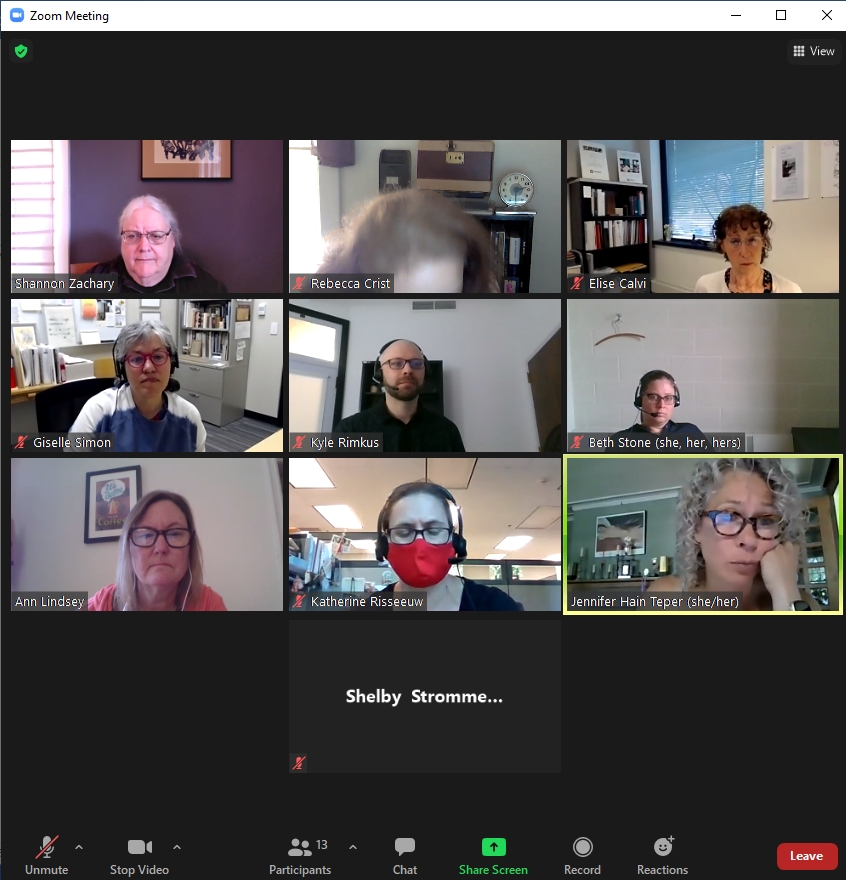 Zoom Meeting
View
Shannon Zachary
Rebecca Crist
Elise Calvi
Giselle Simon
Kyle Rimkus
Beth Stone (she, her, hers)
Ann Lindsey
Katherine Risseeuw
Jennifer Hain Teper (she/her)
Shelby Stromme...
Unmute
Stop Video
13
Participants
Chat
Share Screen
Record
Reactions
Leave